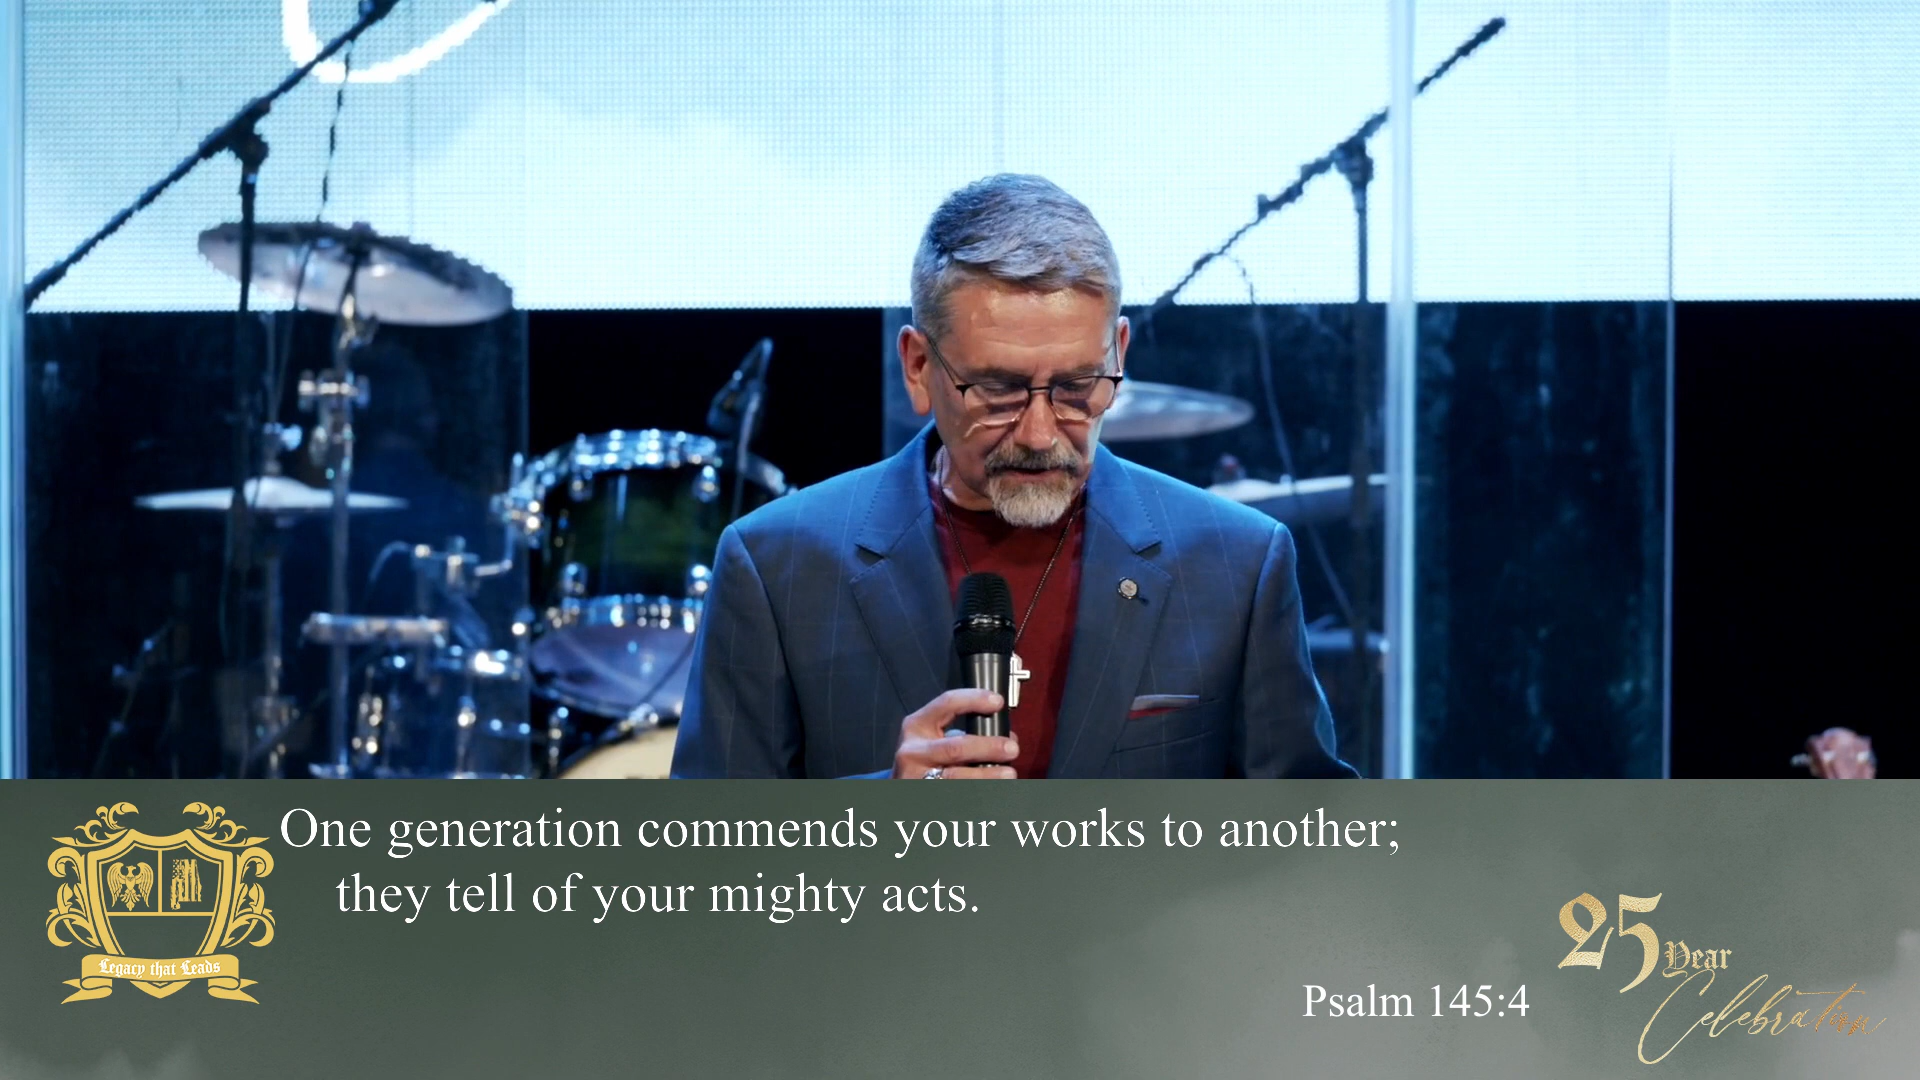 One generation commends your works to another;
they tell of your mighty acts.
Psalm 145:4
Legacy that Leads
25 Year
Celebration